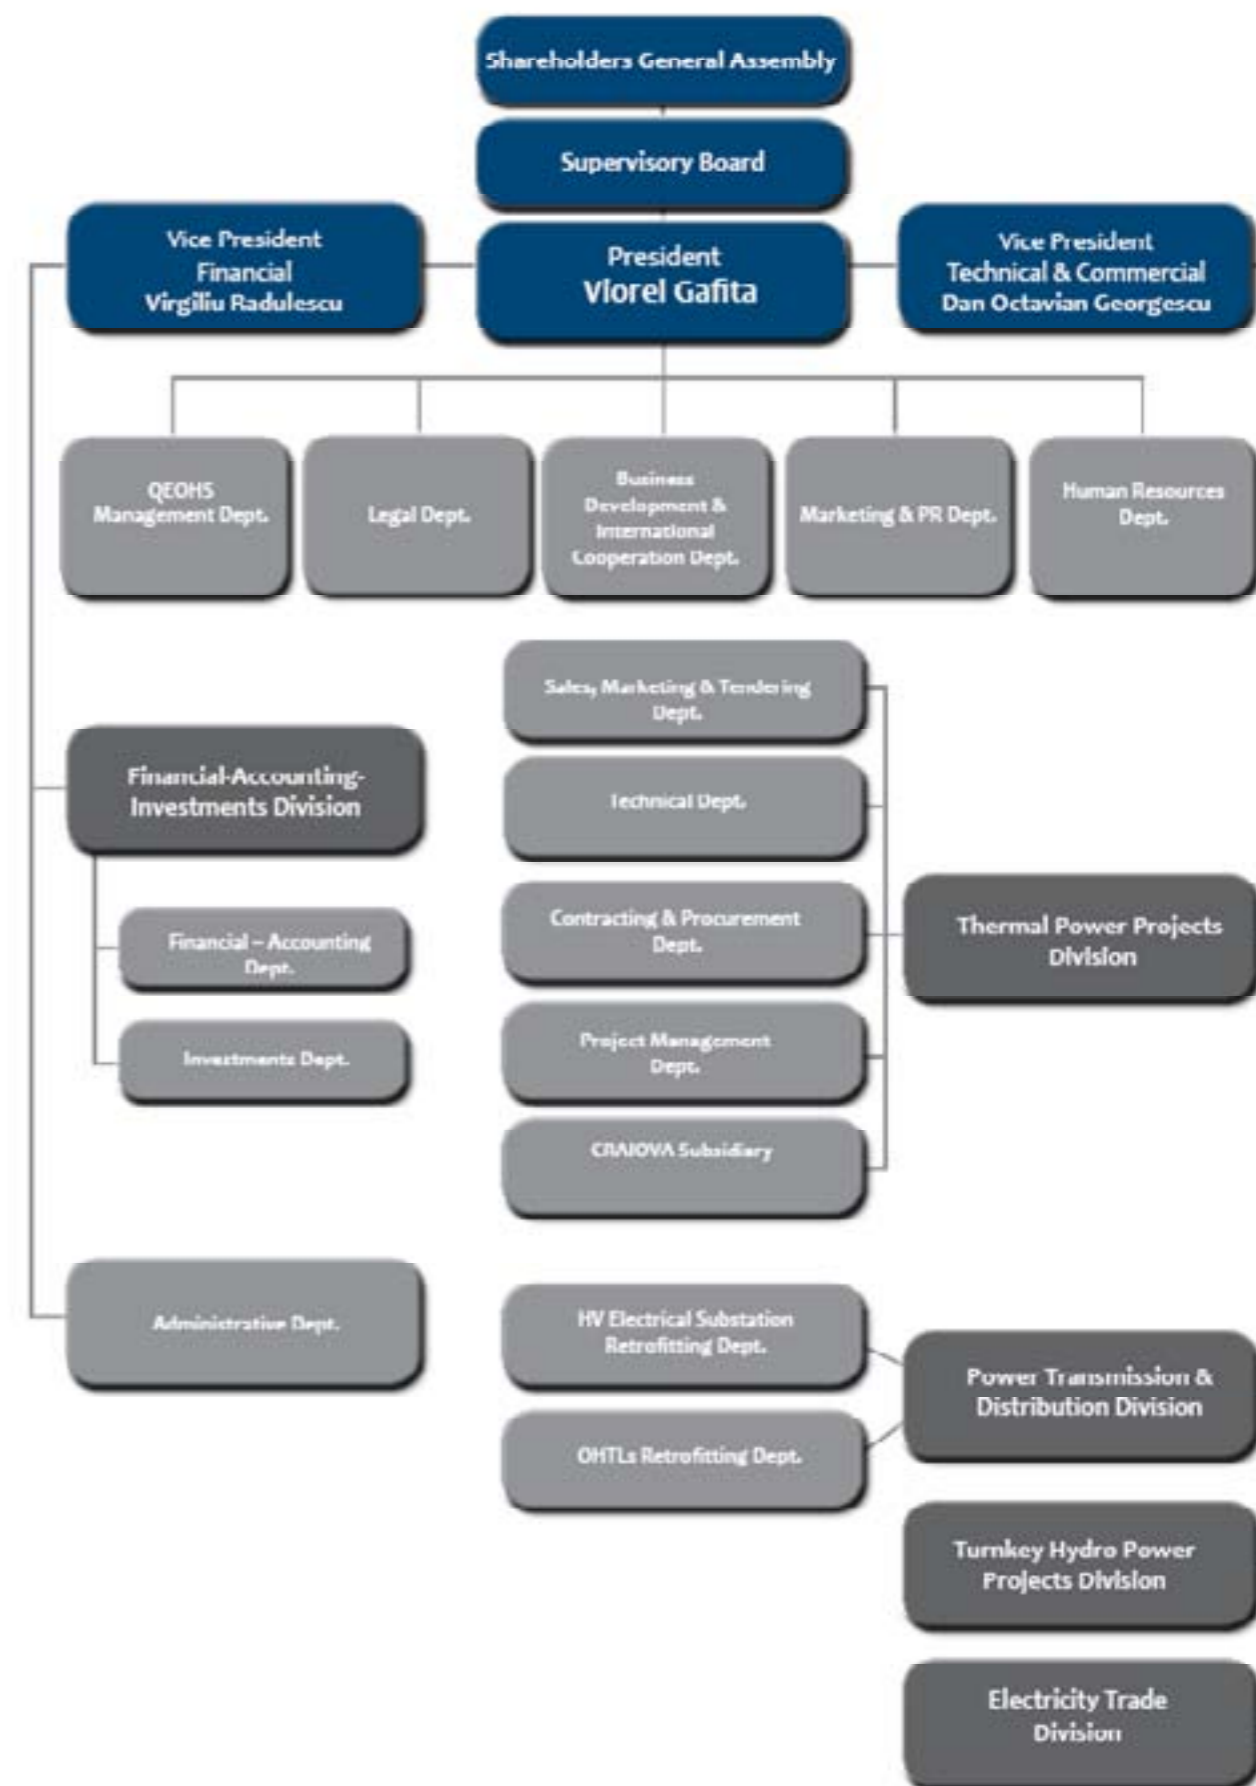 Shareholders General Assembly
Supervisory Board
Vice President
Financial
Virgiliu Radulescu
President
Viorel Gafita
Vice President
Technical & Commercial
Dan Octavian Georgescu
QEOHS
Management Dept.
Legal Dept.
Business
Development &
International
Cooperation Dept.
Marketing & PR Dept.
Human Resources
Dept.
Sales, Marketing & Tendering
Dept.
Technical Dept.
Contracting & Procurement
Dept.
Project Management
Dept.
CRAIOVA Subsidiary
Thermal Power Projects
Division
Financial-Accounting-
Investments Division
Financial – Accounting
Dept.
Investments Dept.
Administrative Dept.
HV Electrical Substation
Retrofitting Dept.
OHTLs Retrofitting Dept.
Power Transmission &
Distribution Division
Turnkey Hydro Power
Projects Division
Electricity Trade
Division